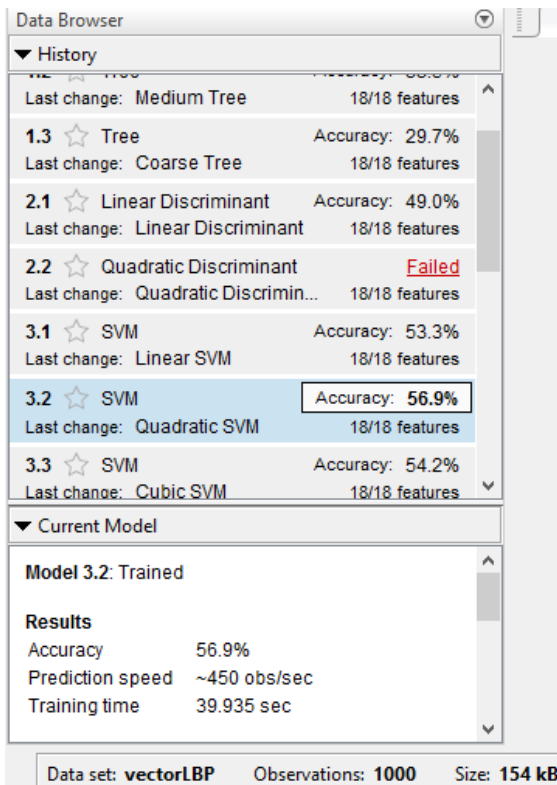 Data Browser
History
Last change: Medium Tree 18/18 features
1.3 Tree Accuracy: 29.7%
Last change: Coarse Tree 18/18 features
2.1 Linear Discriminant Accuracy: 49.0%
Last change: Linear Discriminant 18/18 features
2.2 Quadratic Discriminant Failed
Last change: Quadratic Discrimin... 18/18 features
3.1 SVM Accuracy: 53.3%
Last change: Linear SVM 18/18 features
3.2 SVM Accuracy: 56.9%
Last change: Quadratic SVM 18/18 features
3.3 SVM Accuracy: 54.2%
Last change: Cubic SVM 18/18 features
Current Model
Model 3.2: Trained
Results
Accuracy 56.9%
Prediction speed ~450 obs/sec
Training time 39.935 sec
Data set: vectorLBP Observations: 1000 Size: 154 kB